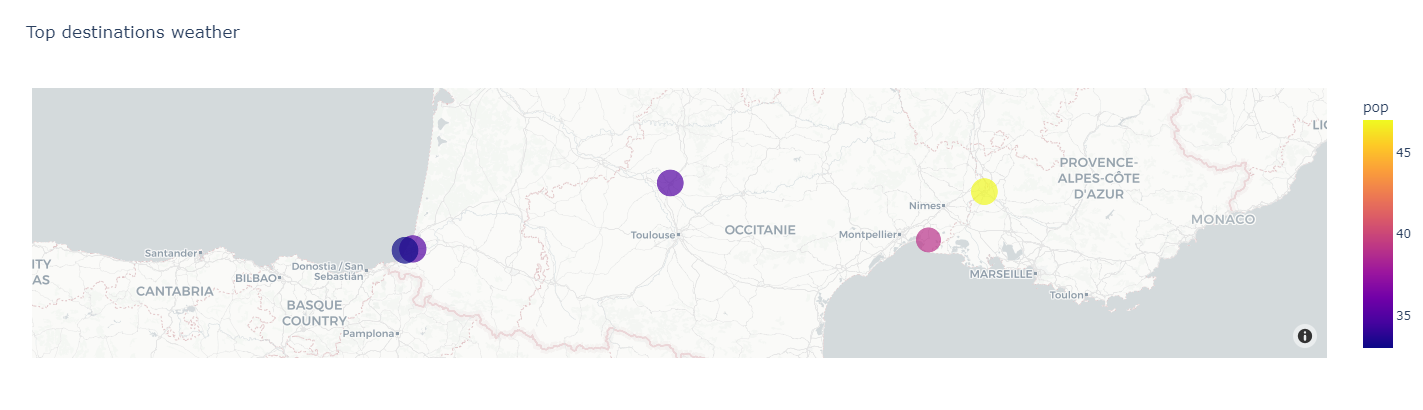 Top destinations weather
pop
45
40
35
LIG
PROVENCE-
ALPES-CÔTE
D'AZUR
MONACO
Nimes
Toulouse
OCCITANIE
Montpellier
Santander
ITY
AS
BILBAO
Donostia / San
Sebastián
MARSEILLE
CANTABRIA
Toulon
BASQUE
COUNTRY
Pamplona
i